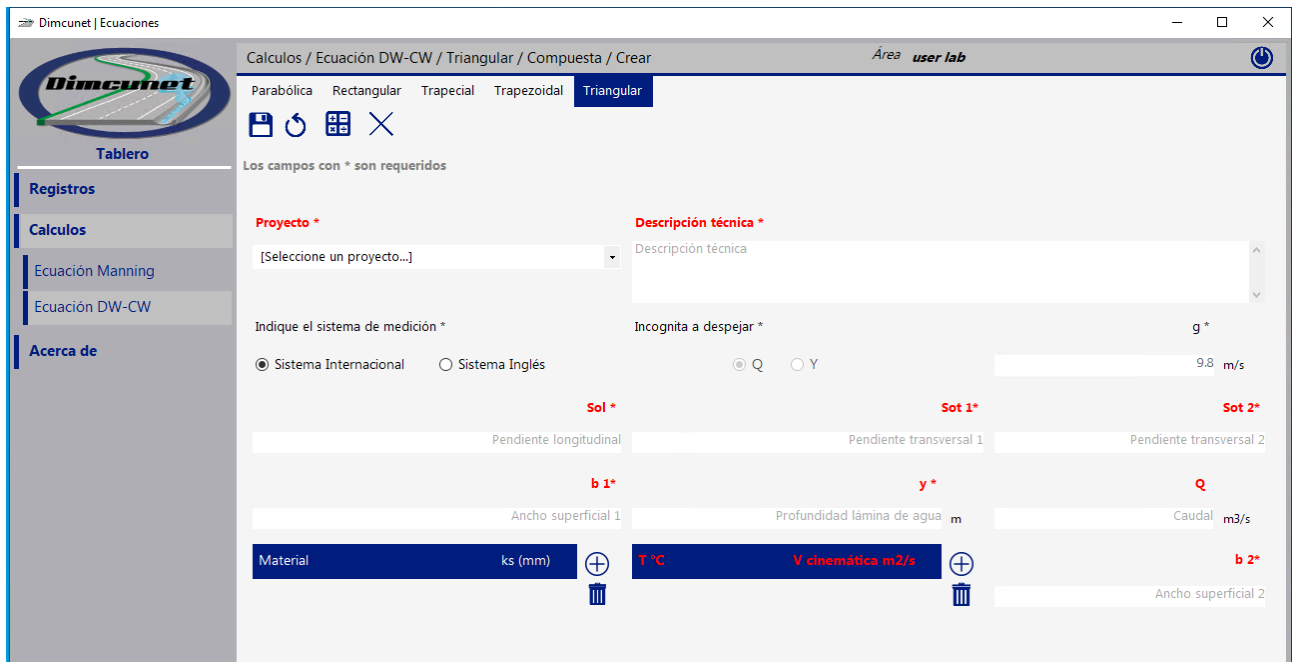 Dimcunet | Ecuaciones
Dimcunet
Tablero
Registros
Calculos
Ecuación Manning
Ecuación DW-CW
Acerca de
Calculos / Ecuación DW-CW / Triangular / Compuesta / Crear
Área user lab
Parabólica Rectangular Trapecial Trapezoidal Triangular
Los campos con * son requeridos
Proyecto * Descripción técnica *
[Seleccione un proyecto...] Descripción técnica
Indique el sistema de medición * Incognita a despejar * g *
Sistema Internacional Sistema Inglés Q Y 9.8 m/s
Sol * Sot 1* Sot 2*
Pendiente longitudinal Pendiente transversal 1 Pendiente transversal 2
b 1* y * Q
Ancho superficial 1 Profundidad lámina de agua m Caudal m3/s
Material ks (mm) T °C V cinemática m2/s b 2*
Ancho superficial 2